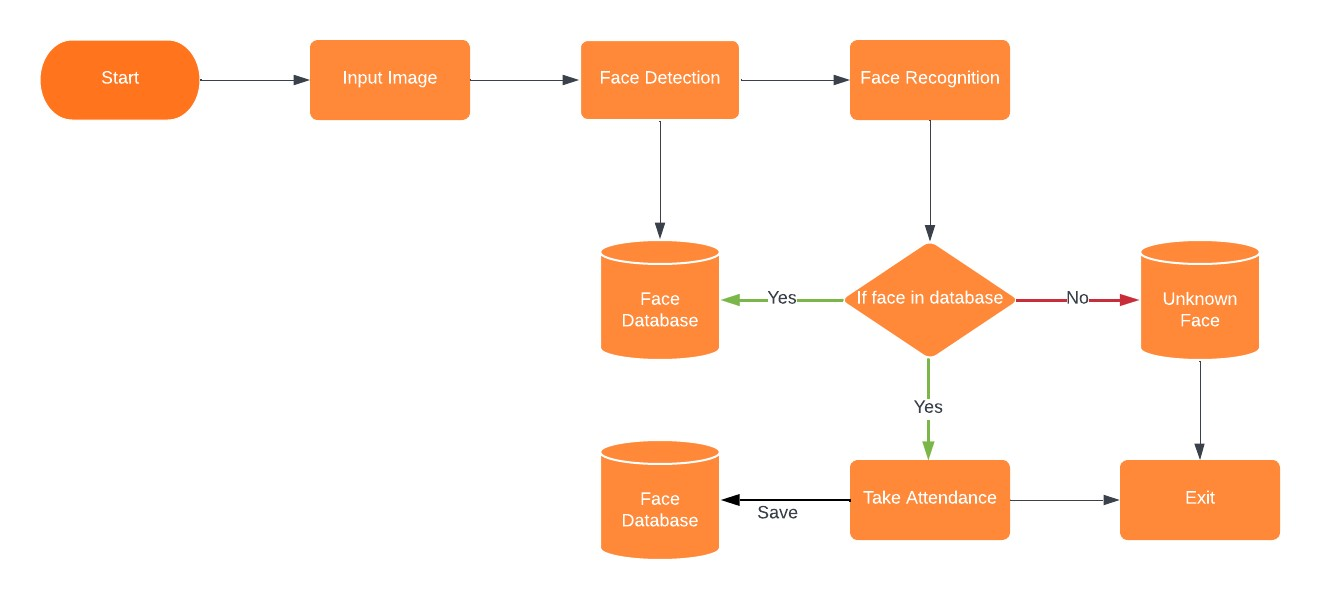 Start
Input Image
Face Detection
Face Recognition
Face
Database
Yes
If face in database
No
Unknown
Face
Yes
Face
Database
Save
Take Attendance
Exit